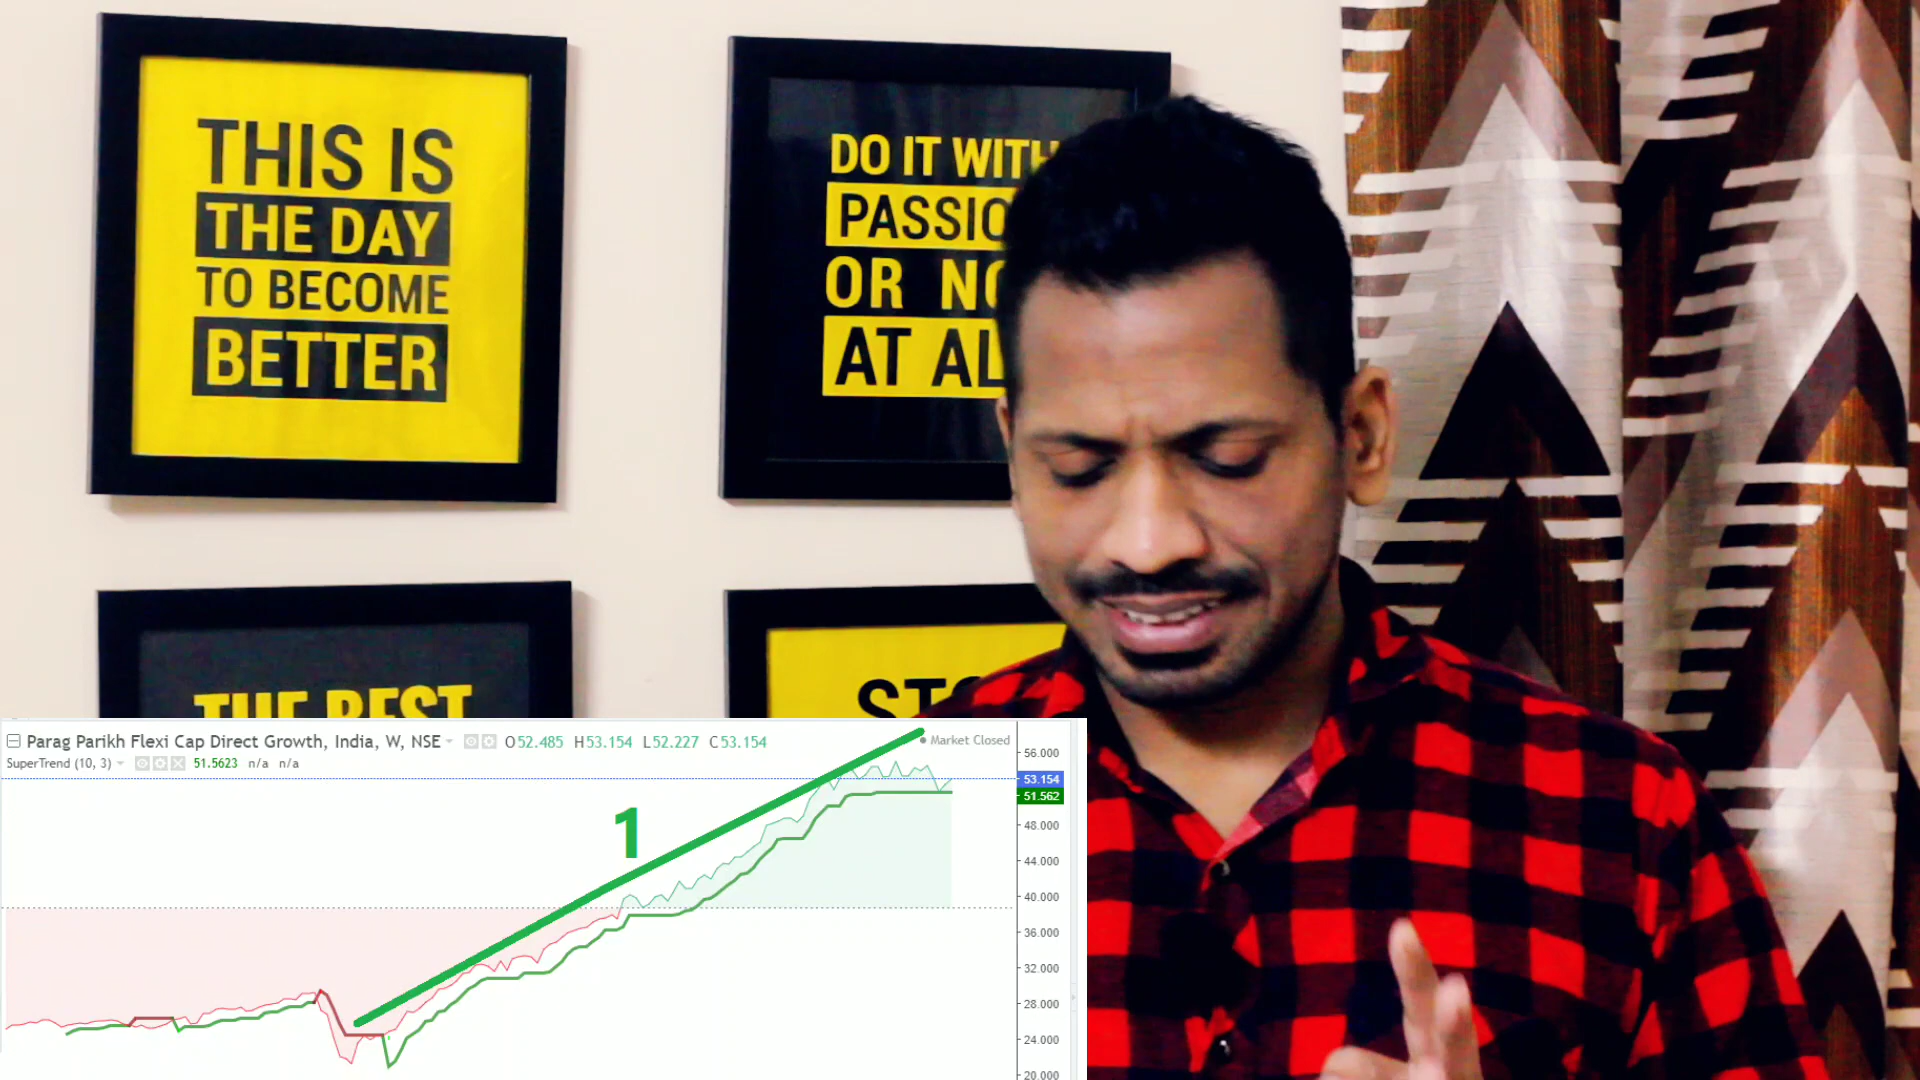 THIS IS
THE DAY
TO BECOME
BETTER
DO IT WITH
PASSIO
OR NO
AT AL
THE BEST
STO
Parag Parikh Flexi Cap Direct Growth, India, W, NSE O52.485 H53.154 L52.227 C53.154
Market Closed
SuperTrend (10, 3) 51.5623 n/a n/a
1
56.000
53.154
51.562
48.000
44.000
40.000
36.000
32.000
28.000
24.000
20.000